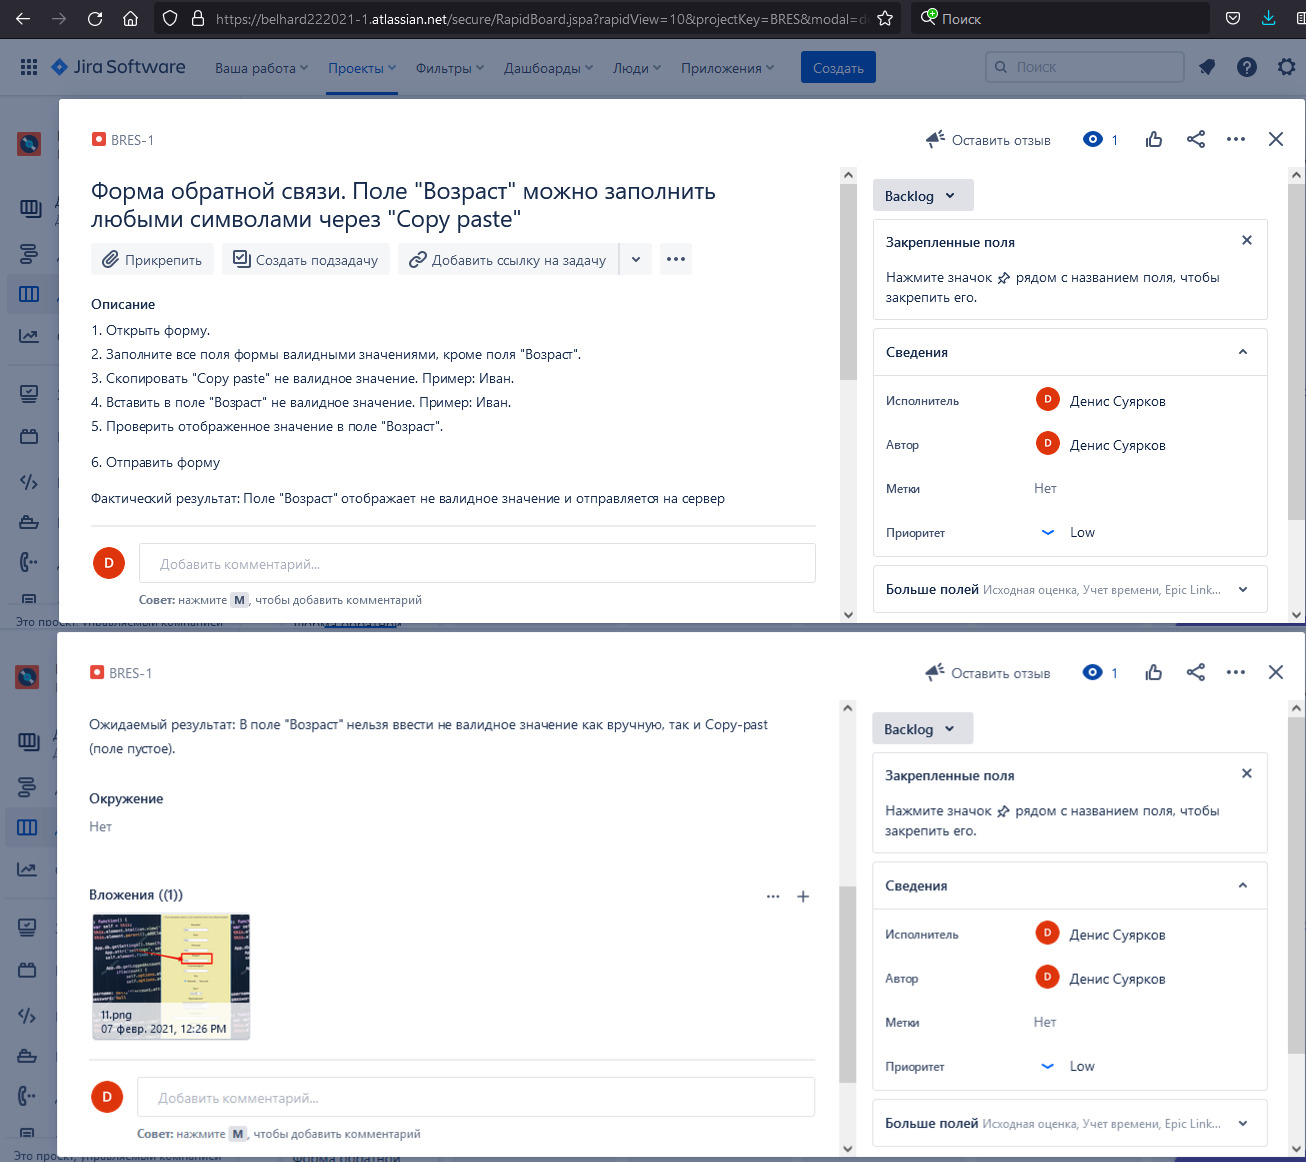 https://belhard222021-1.atlassian.net/secure/RapidBoard.jspa?rapidView=10&projectKey=BRES&modal=d
Поиск
Jira Software
Ваша работа
Проекты
Фильтры
Дашборды
Люди
Приложения
Создать
Поиск
BRES-1
Оставить отзыв
1
Форма обратной связи. Поле "Возраст" можно заполнить
любыми символами через "Copy paste"
Прикрепить
Создать подзадачу
Добавить ссылку на задачу
Описание
1. Открыть форму.
2. Заполните все поля формы валидными значениями, кроме поля "Возраст".
3. Скопировать "Copy paste" не валидное значение. Пример: Иван.
4. Вставить в поле "Возраст" не валидное значение. Пример: Иван.
5. Проверить отображенное значение в поле "Возраст".
6. Отправить форму
Фактический результат: Поле "Возраст" отображает не валидное значение и отправляется на сервер
D
Добавить комментарий...
Совет: нажмите M, чтобы добавить комментарий
Backlog
Закрепленные поля
Нажмите значок рядом с названием поля, чтобы
закрепить его.
Сведения
Исполнитель
D Денис Суярков
Автор
D Денис Суярков
Метки
Нет
Приоритет
Low
Больше полей Исходная оценка, Учет времени, Epic Link...
BRES-1
Оставить отзыв
1
Ожидаемый результат: В поле "Возраст" нельзя ввести не валидное значение как вручную, так и Copy-past
(поле пустое).
Окружение
Нет
Вложения ((1))
11.png
07 февр. 2021, 12:26 PM
D
Добавить комментарий...
Совет: нажмите M, чтобы добавить комментарий
Backlog
Закрепленные поля
Нажмите значок рядом с названием поля, чтобы
закрепить его.
Сведения
Исполнитель
D Денис Суярков
Автор
D Денис Суярков
Метки
Нет
Приоритет
Low
Больше полей Исходная оценка, Учет времени, Epic Link...